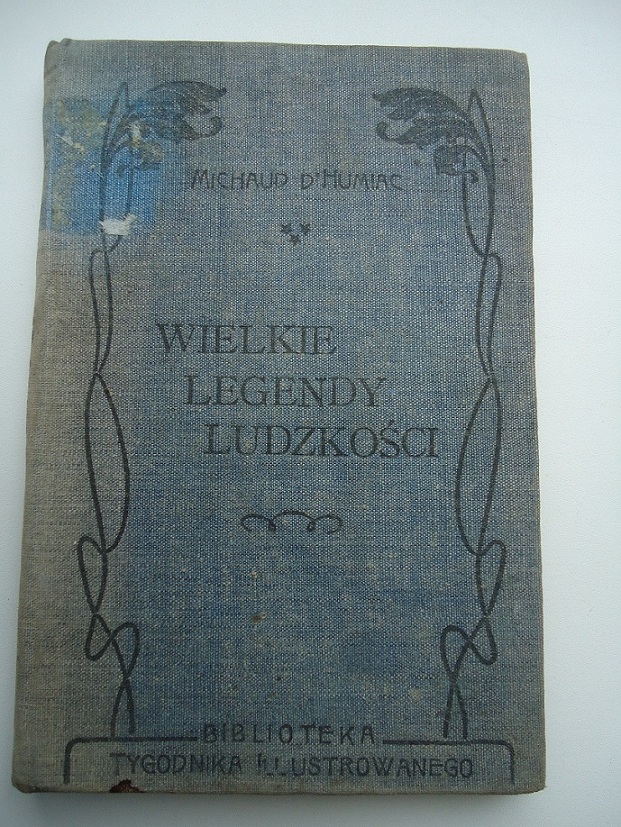 MICHAUD D'HUMIAC
WIELKIE
LEGENDY
LUDZKOŚCI
BIBLIOTEKA
TYGODNIKA ILLUSTROWANEGO